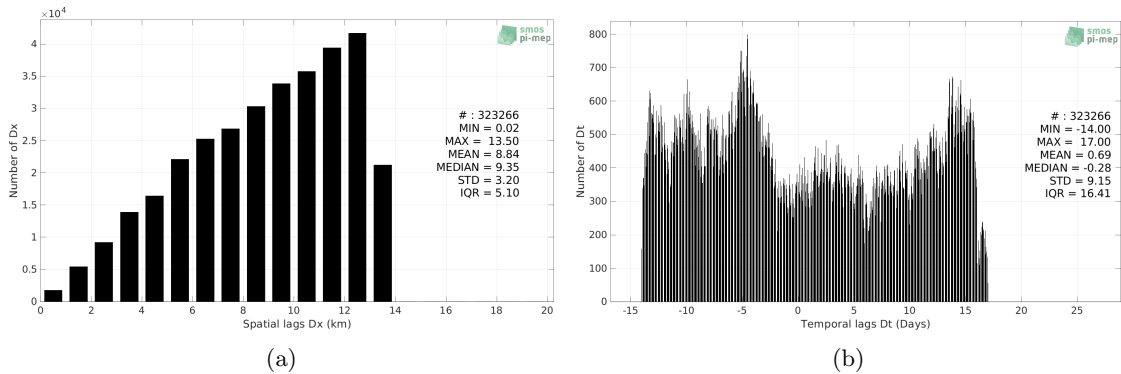 ×10⁴
4
3.5
3
2.5
2
1.5
1
0.5
0
Number of Dx
0 2 4 6 8 10 12 14 16 18 20
Spatial lags Dx (km)
smos
pi-mep
# : 323266
MIN = 0.02
MAX = 13.50
MEAN = 8.84
MEDIAN = 9.35
STD = 3.20
IQR = 5.10
(a)
800
700
600
500
400
300
200
100
0
Number of Dt
-15 -10 -5 0 5 10 15 20 25
Temporal lags Dt (Days)
smos
pi-mep
# : 323266
MIN = -14.00
MAX = 17.00
MEAN = 0.69
MEDIAN = -0.28
STD = 9.15
IQR = 16.41
(b)